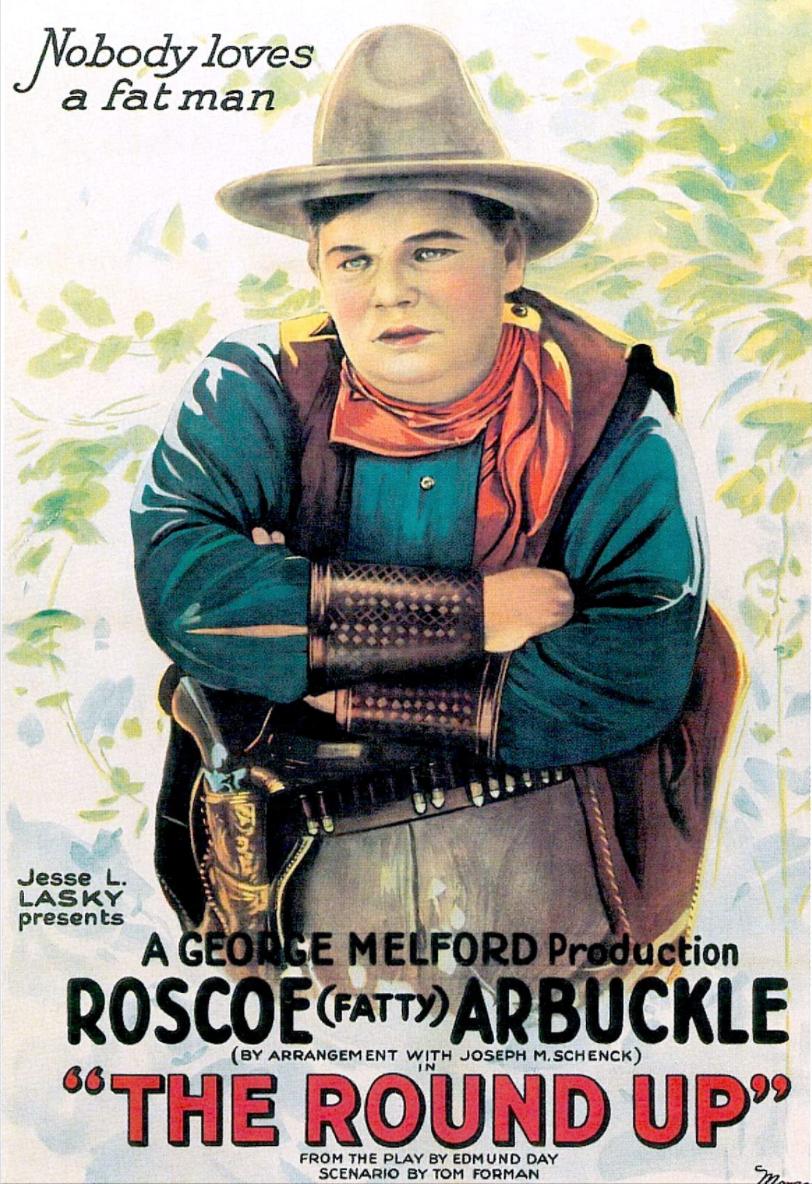 Nobody loves
a fat man
Jesse L.
LASKY
presents
A GEORGE MELFORD Production
ROSCOE (FATTY) ARBUCKLE
(BY ARRANGEMENT WITH JOSEPH M. SCHENCK)
IN
"THE ROUND UP"
FROM THE PLAY BY EDMUND DAY
SCENARIO BY TOM FORMAN